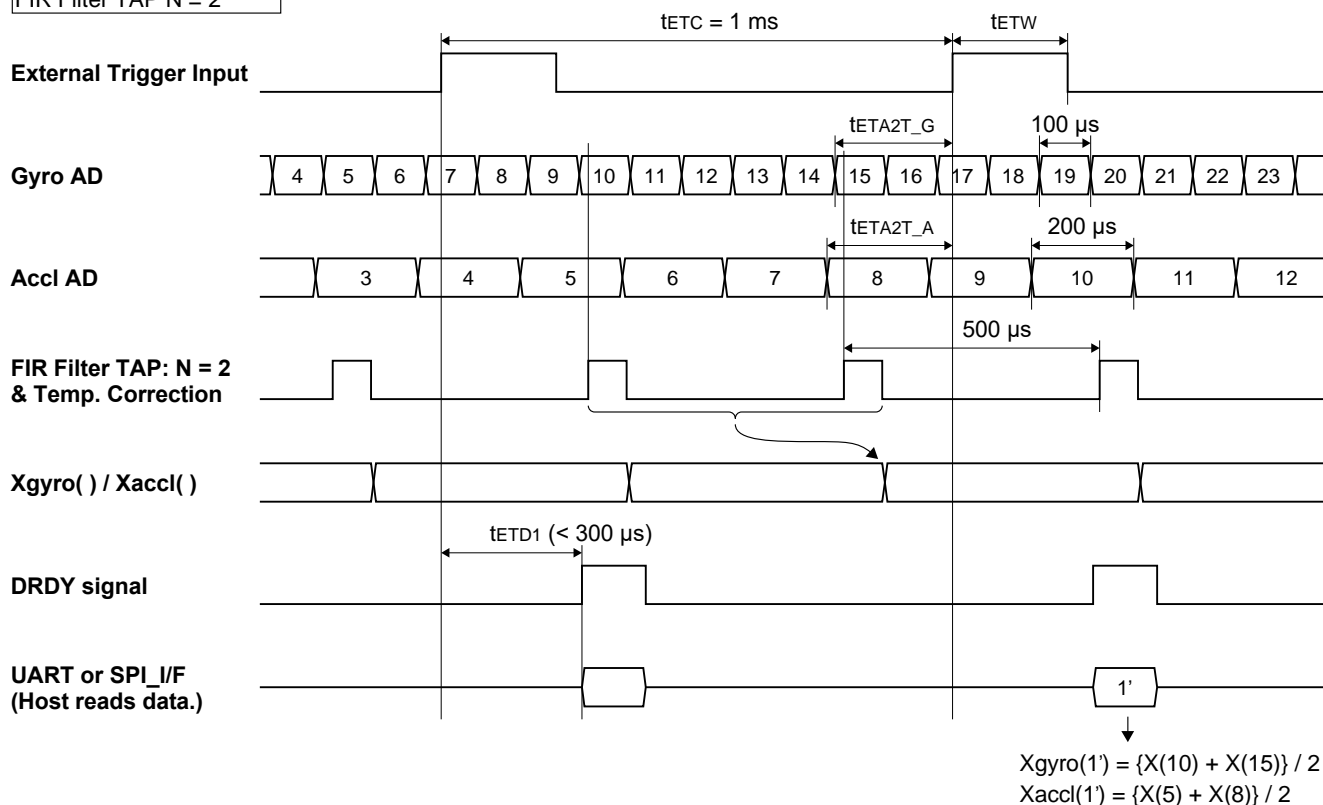 FIR Filter TAP N = 2
tETC = 1 ms
tETW
External Trigger Input
tETA2T_G
100 µs
Gyro AD
4 5 6 7 8 9 10 11 12 13 14 15 16 17 18 19 20 21 22 23
tETA2T_A
200 µs
Accl AD
3 4 5 6 7 8 9 10 11 12
500 µs
FIR Filter TAP: N = 2
& Temp. Correction
Xgyro( ) / Xaccl( )
tETD1 (< 300 µs)
DRDY signal
UART or SPI_I/F
(Host reads data.)
1'
Xgyro(1') = {X(10) + X(15)} / 2
Xaccl(1') = {X(5) + X(8)} / 2